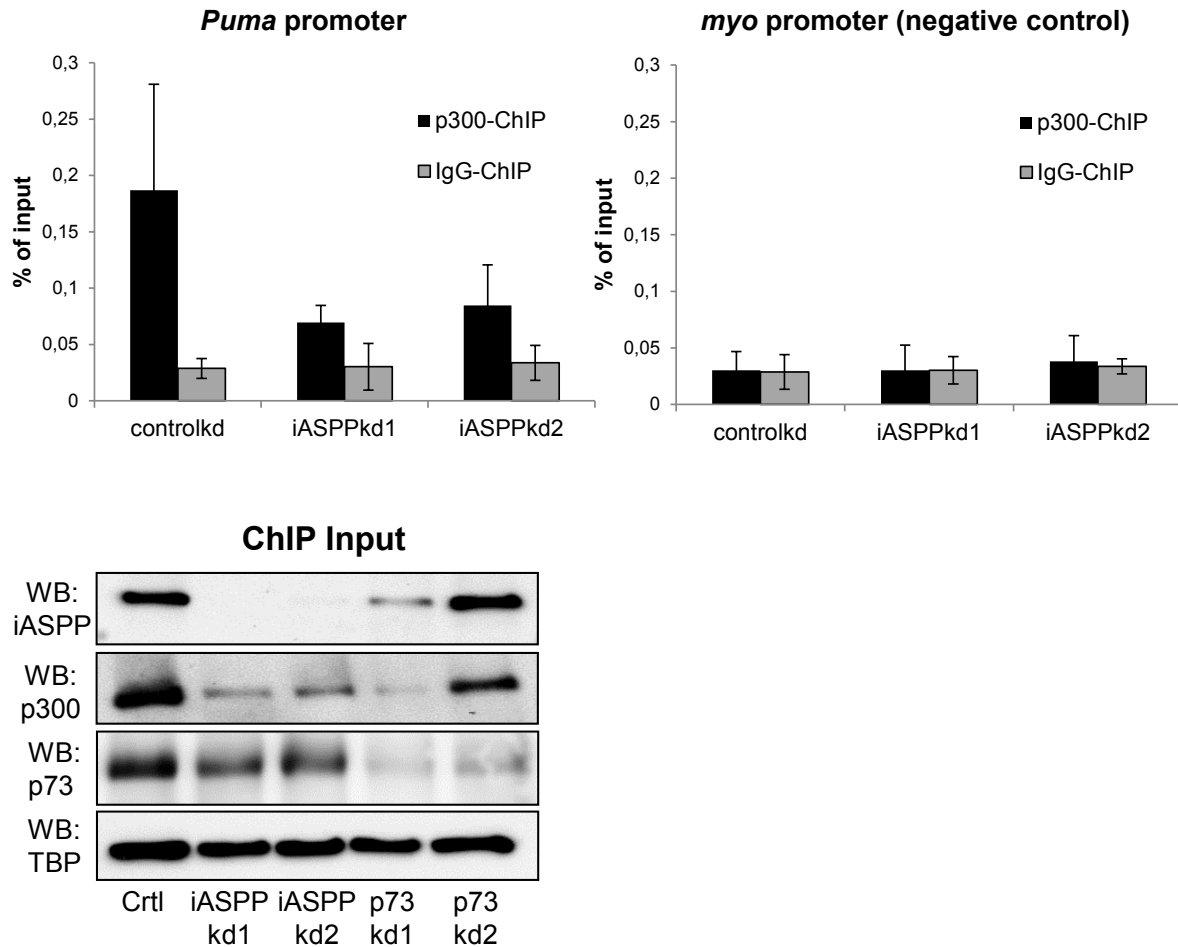 Puma promoter
0,3
0,25
0,2
0,15
0,1
0,05
0
% of input
p300-ChIP
IgG-ChIP
controlkd
iASPPkd1
iASPPkd2
myo promoter (negative control)
0,3
0,25
0,2
0,15
0,1
0,05
0
% of input
p300-ChIP
IgG-ChIP
controlkd
iASPPkd1
iASPPkd2
ChIP Input
WB:
iASPP
WB:
p300
WB:
p73
WB:
TBP
Crtl
iASPP
kd1
iASPP
kd2
p73
kd1
p73
kd2